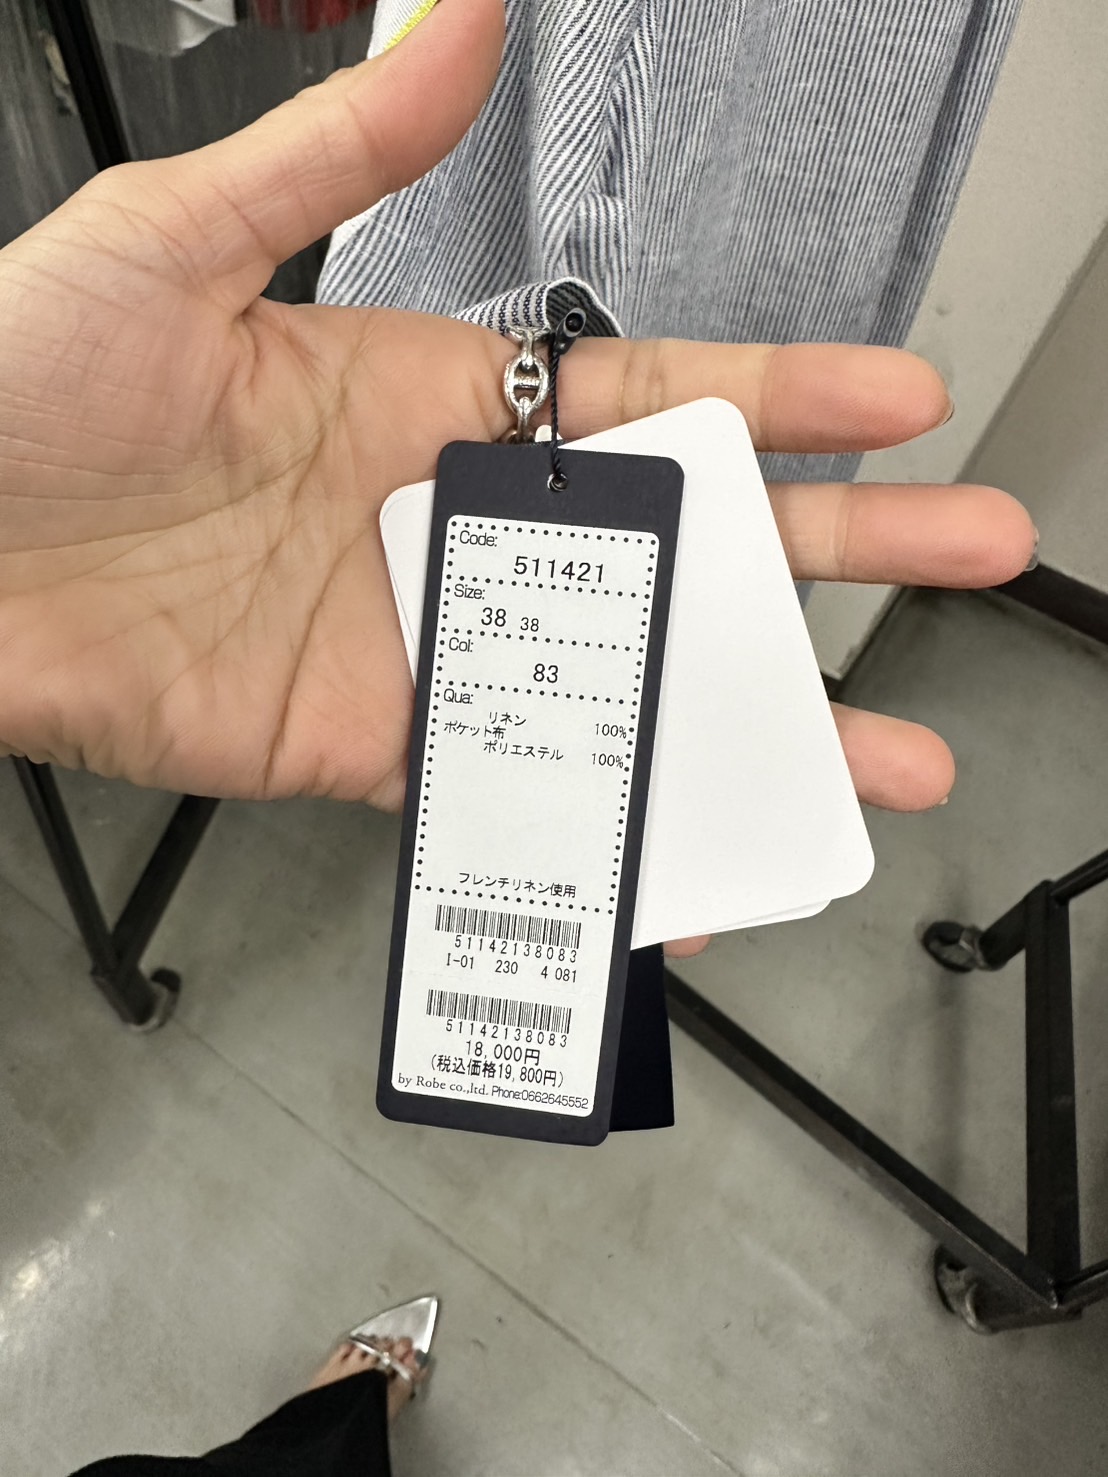 Code:
511421
Size:
38 38
Col:
83
Qua:
リネン 100%
ポケット布
ポリエステル 100%
フレンチリネン使用
51142138083
I-01 230 4 081
51142138083
18,000円
(税込価格19,800円)
by Robe co.,ltd. Phone:0662645552